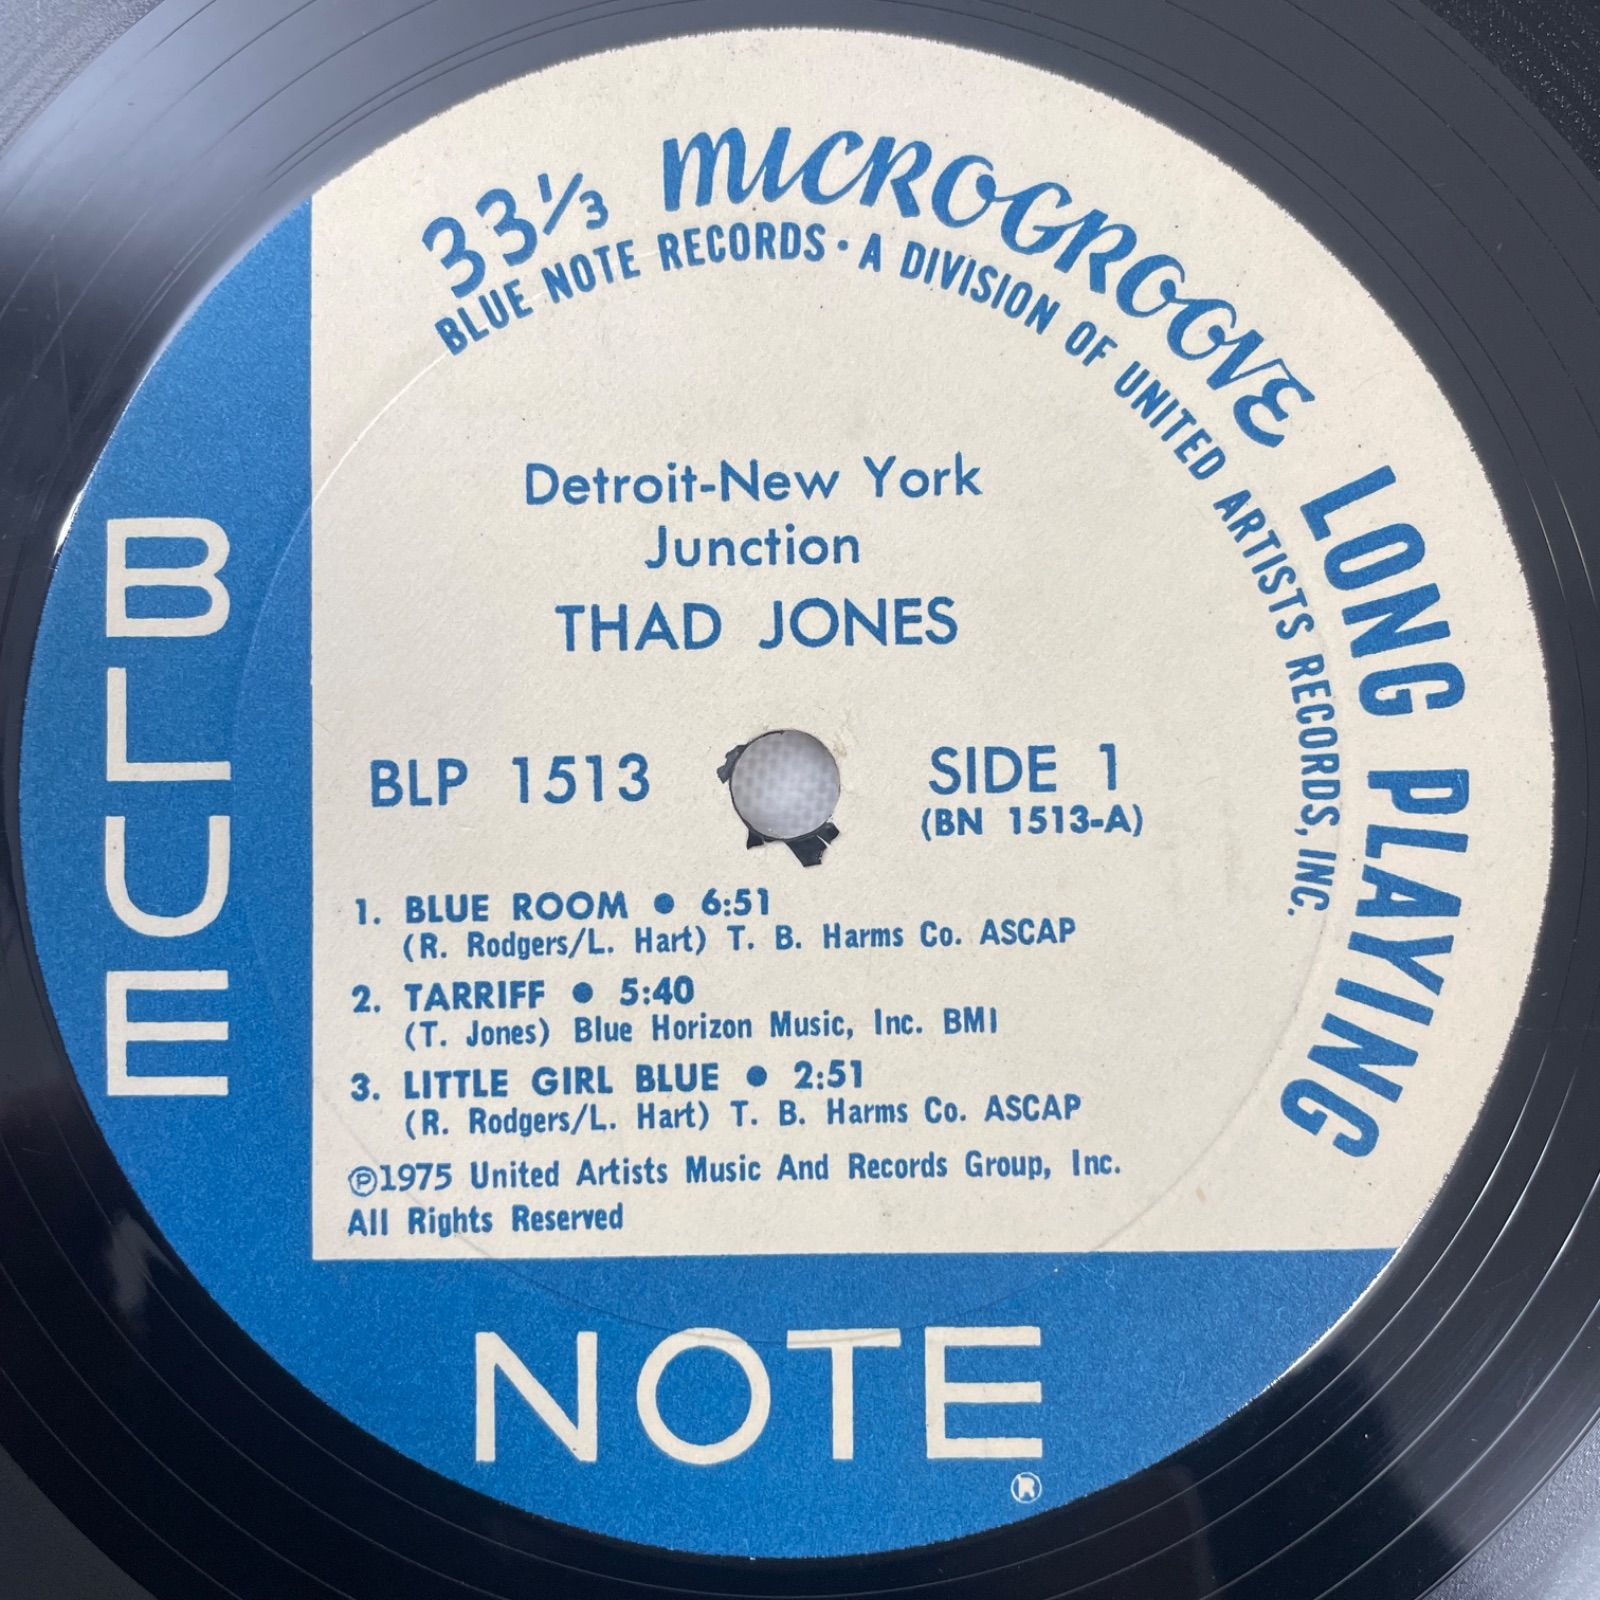 33 1/3 MICROGROOVE LONG PLAYING
BLUE NOTE RECORDS · A DIVISION OF UNITED ARTISTS RECORDS, INC.
Detroit-New York
Junction
THAD JONES
BLP 1513
SIDE 1
(BN 1513-A)
1. BLUE ROOM • 6:51
(R. Rodgers/L. Hart) T. B. Harms Co. ASCAP
2. TARRIFF • 5:40
(T. Jones) Blue Horizon Music, Inc. BMI
3. LITTLE GIRL BLUE • 2:51
(R. Rodgers/L. Hart) T. B. Harms Co. ASCAP
℗1975 United Artists Music And Records Group, Inc.
All Rights Reserved
BLUE
NOTE
®